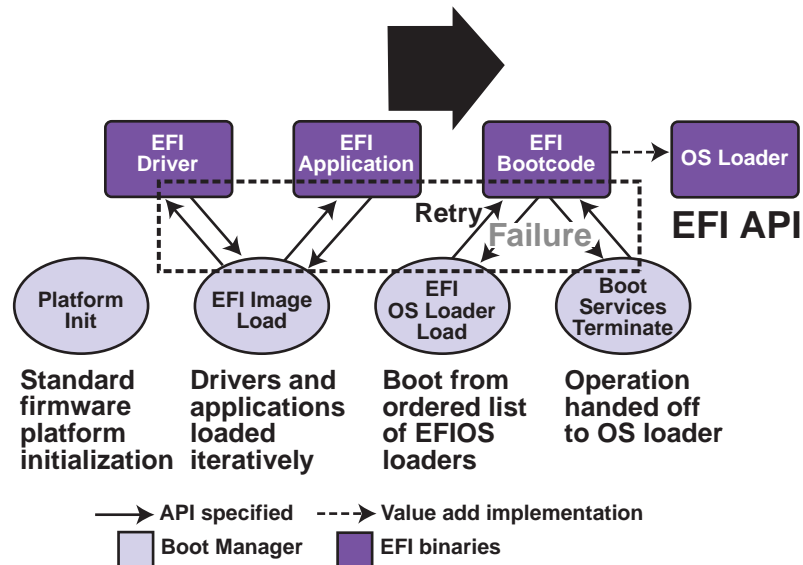 EFI
Driver
EFI
Application
EFI
Bootcode
OS Loader
Retry
Failure
EFI API
Platform
Init
EFI Image
Load
EFI
OS Loader
Load
Boot
Services
Terminate
Standard
firmware
platform
initialization
Drivers and
applications
loaded
iteratively
Boot from
ordered list
of EFIOS
loaders
Operation
handed off
to OS loader
API specified
Value add implementation
Boot Manager
EFI binaries